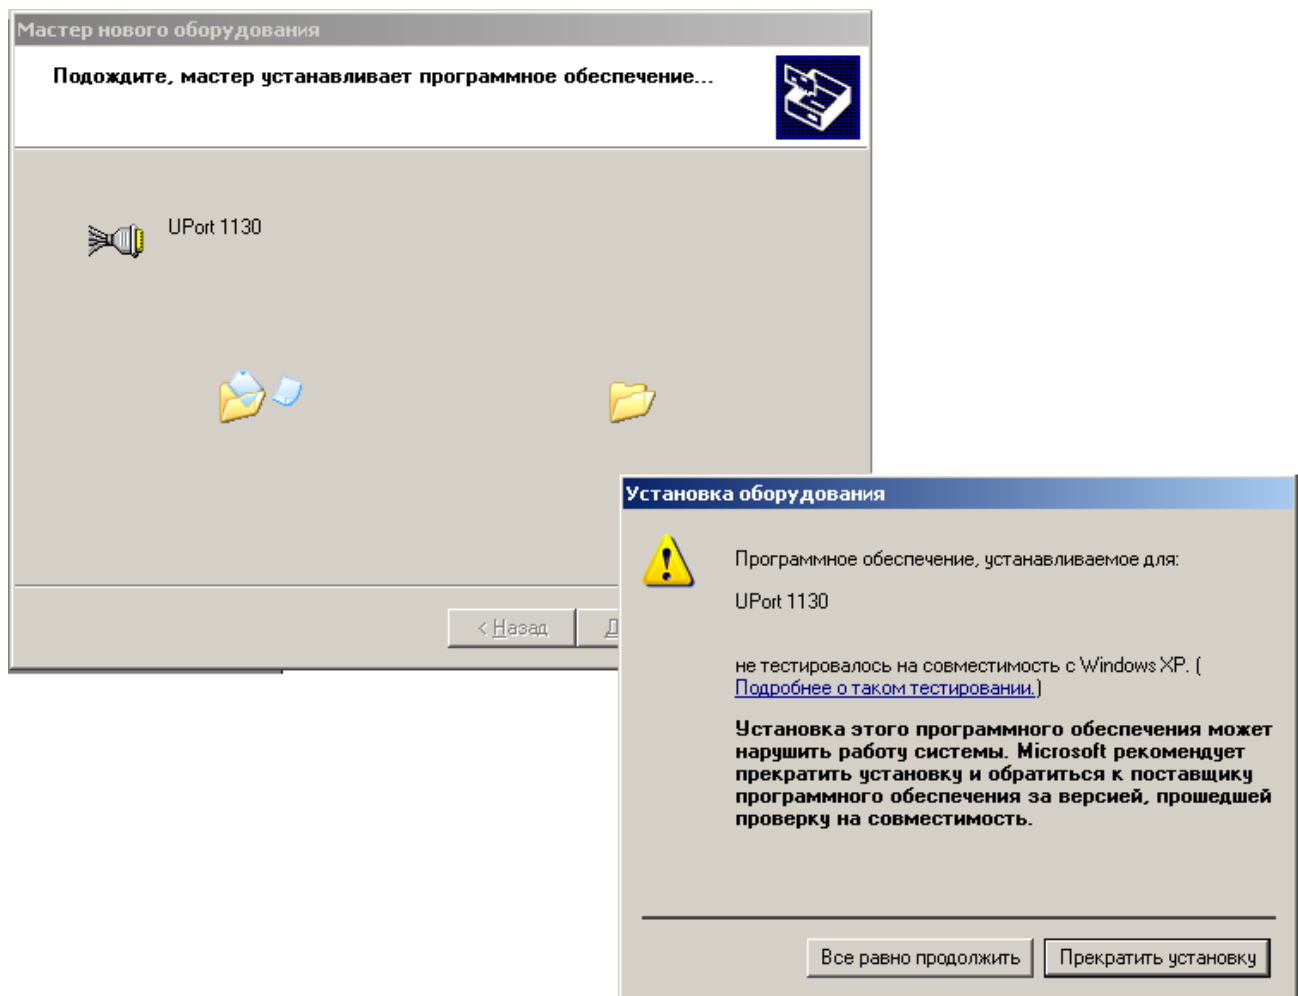 Мастер нового оборудования
Подождите, мастер устанавливает программное обеспечение...
UPort 1130
< Назад
Установка оборудования
Программное обеспечение, устанавливаемое для:
UPort 1130
не тестировалось на совместимость с Windows XP. (
Подробнее о таком тестировании.)
Установка этого программного обеспечения может
нарушить работу системы. Microsoft рекомендует
прекратить установку и обратиться к поставщику
программного обеспечения за версией, прошедшей
проверку на совместимость.
Все равно продолжить Прекратить установку